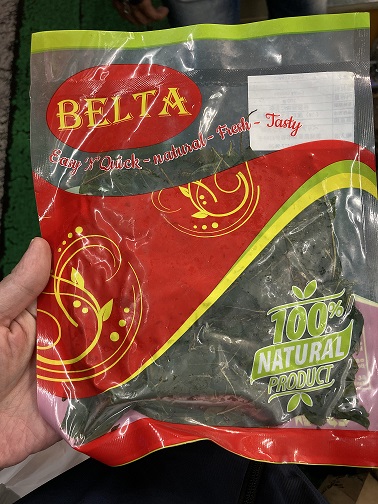 BELTA
Easy 'N' Quick - natural - Fresh - Tasty
100%
NATURAL
PRODUCT